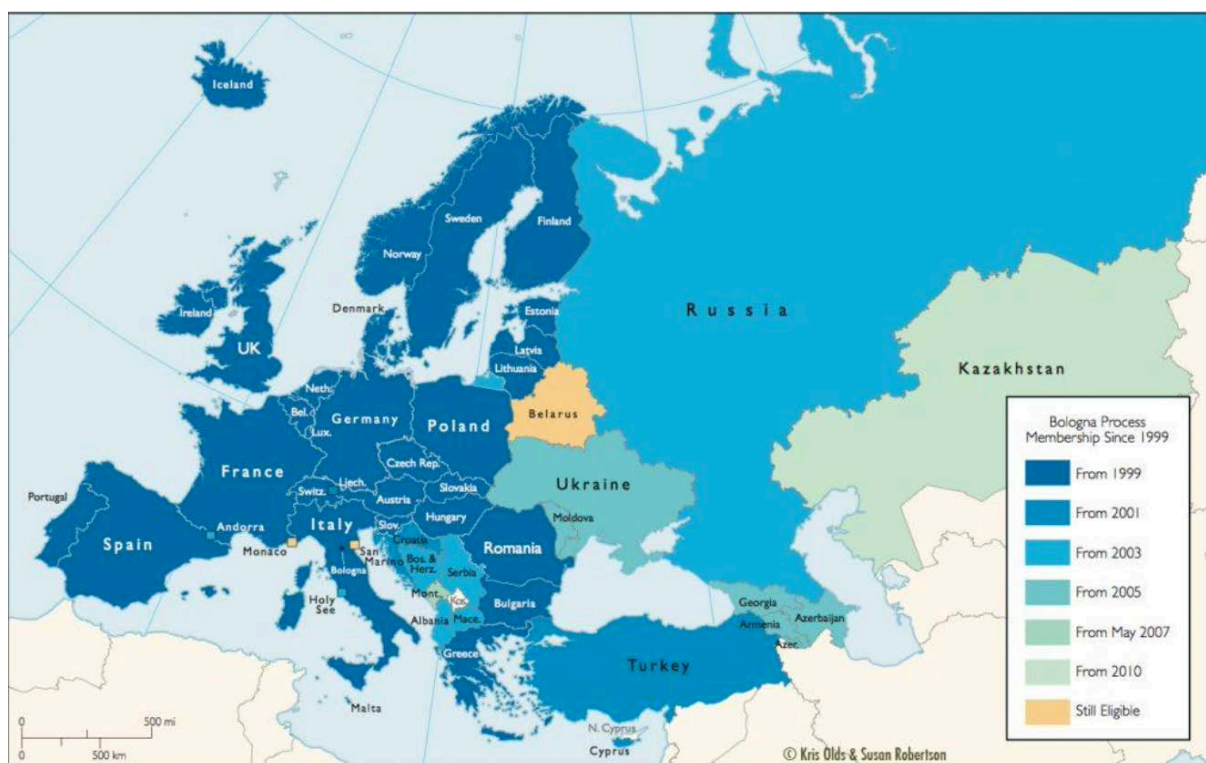 Iceland
Sweden
Finland
Norway
Russia
Estonia
Denmark
Ireland
UK
Latvia
Lithuania
Kazakhstan
Neth.
Belarus
Bel.
Germany
Poland
Lux.
Czech Rep.
France
Ukraine
Slovakia
Liech.
Switz.
Austria
Portugal
Moldova
Hungary
Andorra
Italy
Slov.
Croatia
Spain
Monaco
San
Marino
Romania
Bos. &
Herz.
Serbia
Bologna
Holy
See
Mont.
Kos.
Bulgaria
Albania
Mace.
Georgia
Azerbaijan
Armenia
Azer.
Greece
Turkey
Malta
N. Cyprus
Cyprus
0 500 mi
0 500 km
Bologna Process
Membership Since 1999
From 1999
From 2001
From 2003
From 2005
From May 2007
From 2010
Still Eligible
© Kris Olds & Susan Robertson